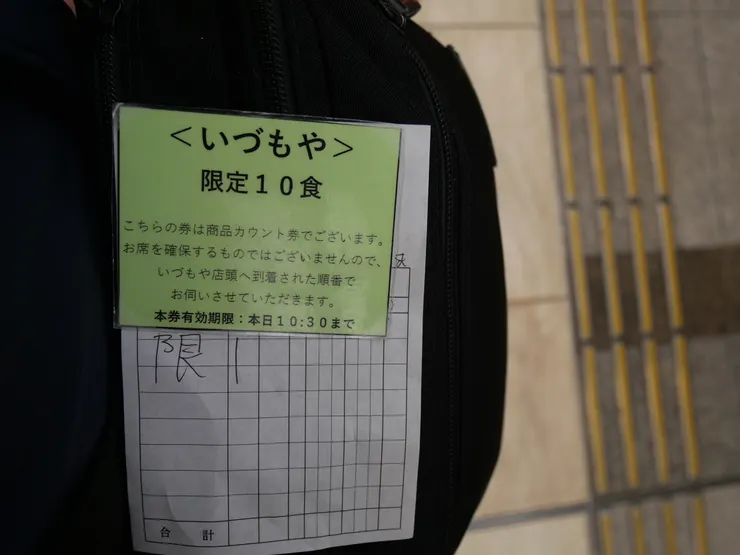 ＜いづもや＞
限定１０食
こちらの券は商品カウント券でございます。
お席を確保するものではございませんので、
いづもや店頭へ到着された順番で
お伺いさせていただきます。
本券有効期限：本日１０：３０まで
限 1
合 計